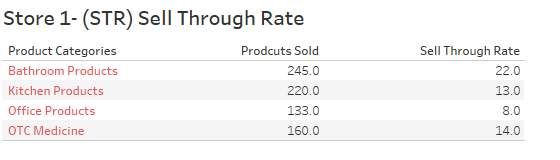 Store 1- (STR) Sell Through Rate
Product Categories Prodcuts Sold Sell Through Rate
Bathroom Products 245.0 22.0
Kitchen Products 220.0 13.0
Office Products 133.0 8.0
OTC Medicine 160.0 14.0